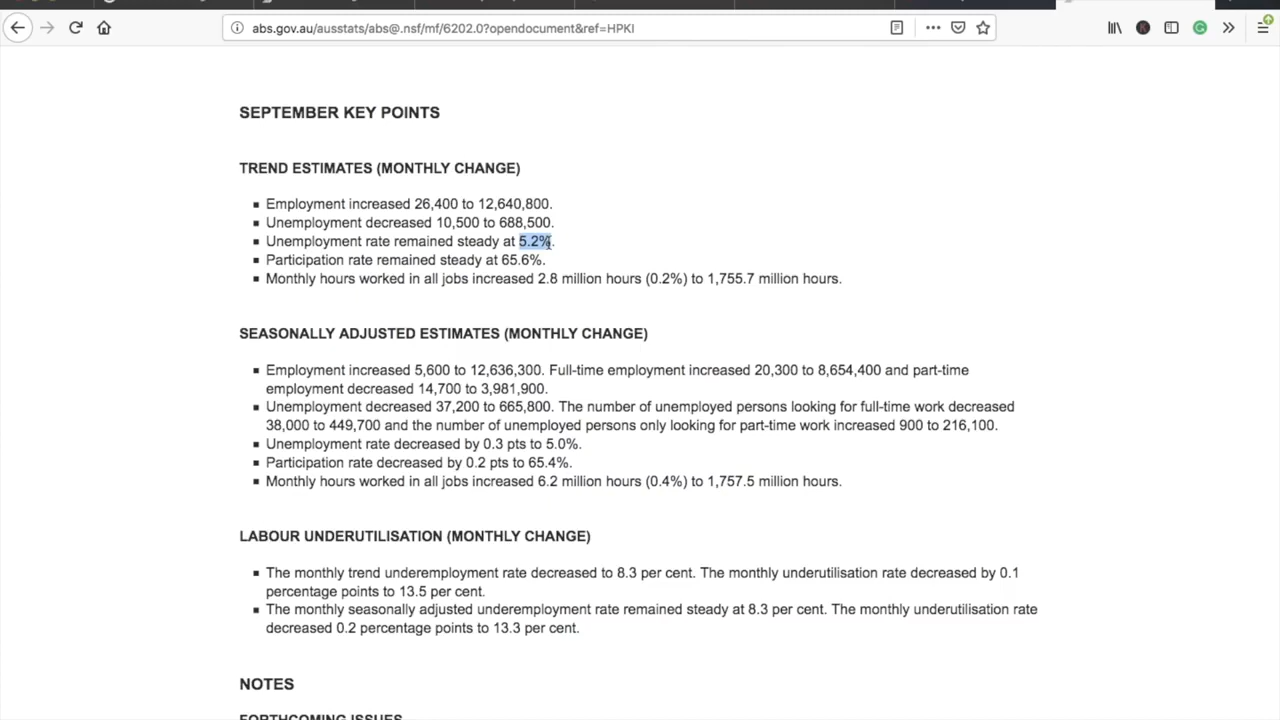 abs.gov.au/ausstats/abs@.nsf/mf/6202.0?opendocument&ref=HPKI
SEPTEMBER KEY POINTS
TREND ESTIMATES (MONTHLY CHANGE)
Employment increased 26,400 to 12,640,800.
Unemployment decreased 10,500 to 688,500.
Unemployment rate remained steady at 5.2%.
Participation rate remained steady at 65.6%.
Monthly hours worked in all jobs increased 2.8 million hours (0.2%) to 1,755.7 million hours.
SEASONALLY ADJUSTED ESTIMATES (MONTHLY CHANGE)
Employment increased 5,600 to 12,636,300. Full-time employment increased 20,300 to 8,654,400 and part-time
employment decreased 14,700 to 3,981,900.
Unemployment decreased 37,200 to 665,800. The number of unemployed persons looking for full-time work decreased
38,000 to 449,700 and the number of unemployed persons only looking for part-time work increased 900 to 216,100.
Unemployment rate decreased by 0.3 pts to 5.0%.
Participation rate decreased by 0.2 pts to 65.4%.
Monthly hours worked in all jobs increased 6.2 million hours (0.4%) to 1,757.5 million hours.
LABOUR UNDERUTILISATION (MONTHLY CHANGE)
The monthly trend underemployment rate decreased to 8.3 per cent. The monthly underutilisation rate decreased by 0.1
percentage points to 13.5 per cent.
The monthly seasonally adjusted underemployment rate remained steady at 8.3 per cent. The monthly underutilisation rate
decreased 0.2 percentage points to 13.3 per cent.
NOTES
FORTHCOMING ISSUES